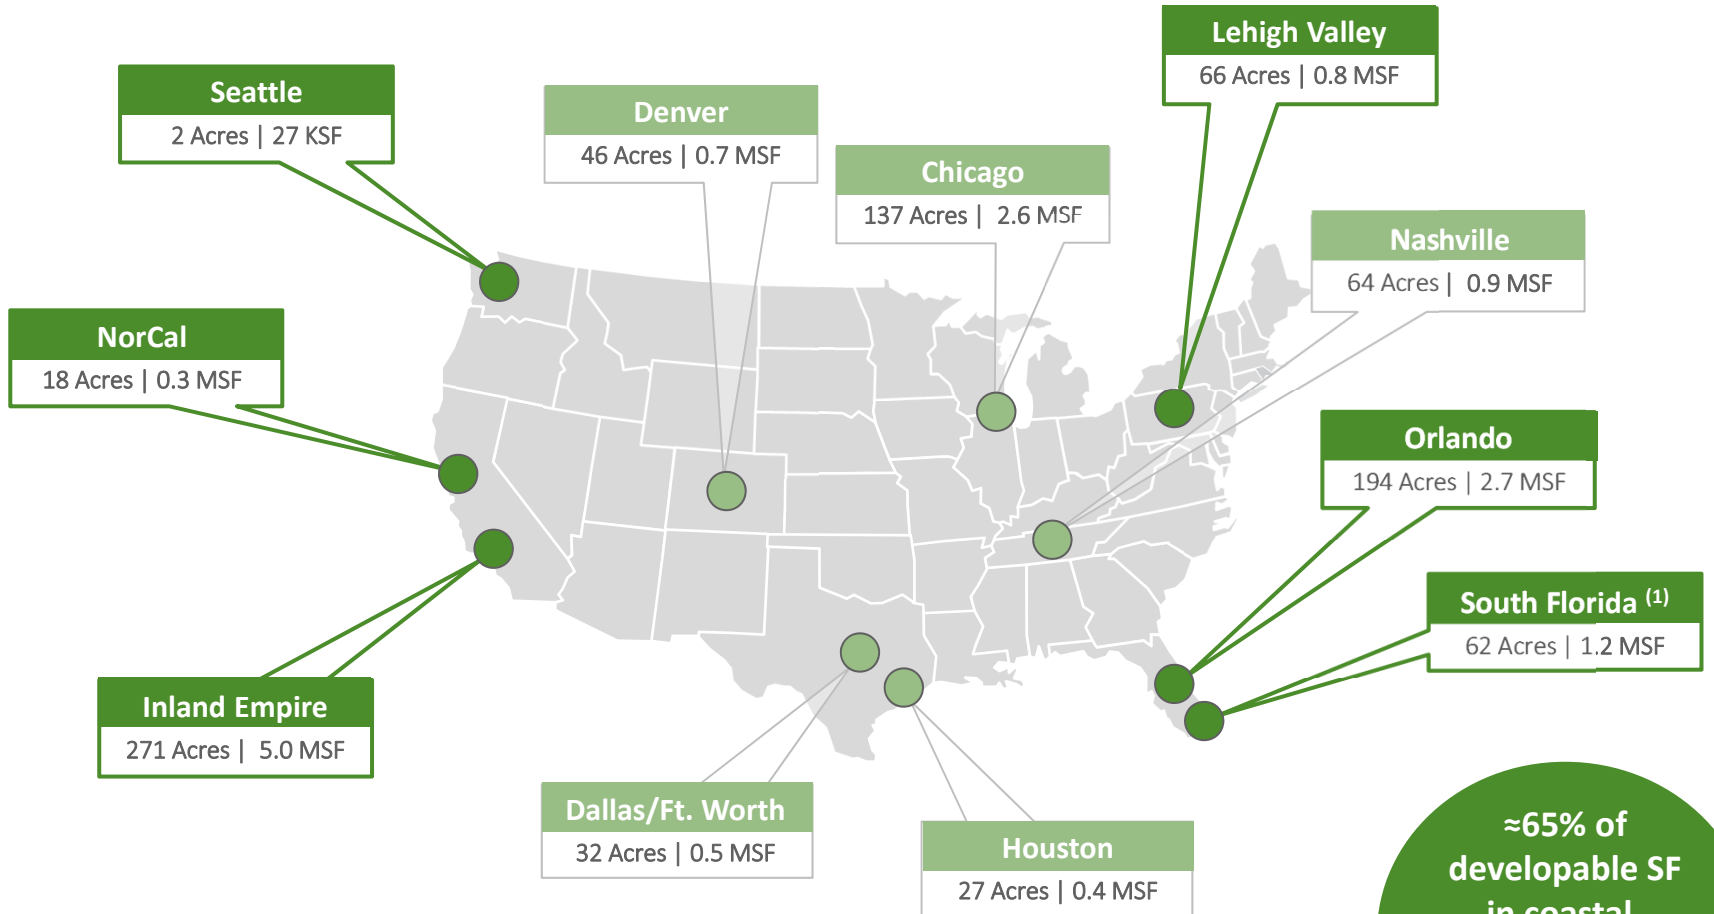 Lehigh Valley
66 Acres | 0.8 MSF
Seattle
2 Acres | 27 KSF
Denver
46 Acres | 0.7 MSF
Chicago
137 Acres | 2.6 MSF
Nashville
64 Acres | 0.9 MSF
NorCal
18 Acres | 0.3 MSF
Orlando
194 Acres | 2.7 MSF
South Florida (1)
62 Acres | 1.2 MSF
Inland Empire
271 Acres | 5.0 MSF
Dallas/Ft. Worth
32 Acres | 0.5 MSF
Houston
27 Acres | 0.4 MSF
≈65% of
developable SF
in coastal